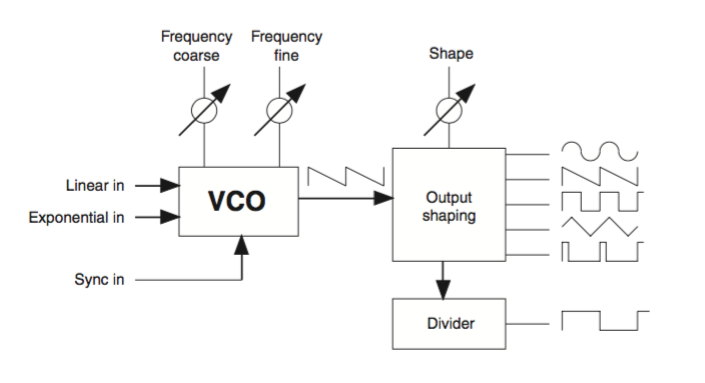 Frequency
coarse
Frequency
fine
Shape
Linear in
Exponential in
Sync in
VCO
Output
shaping
Divider